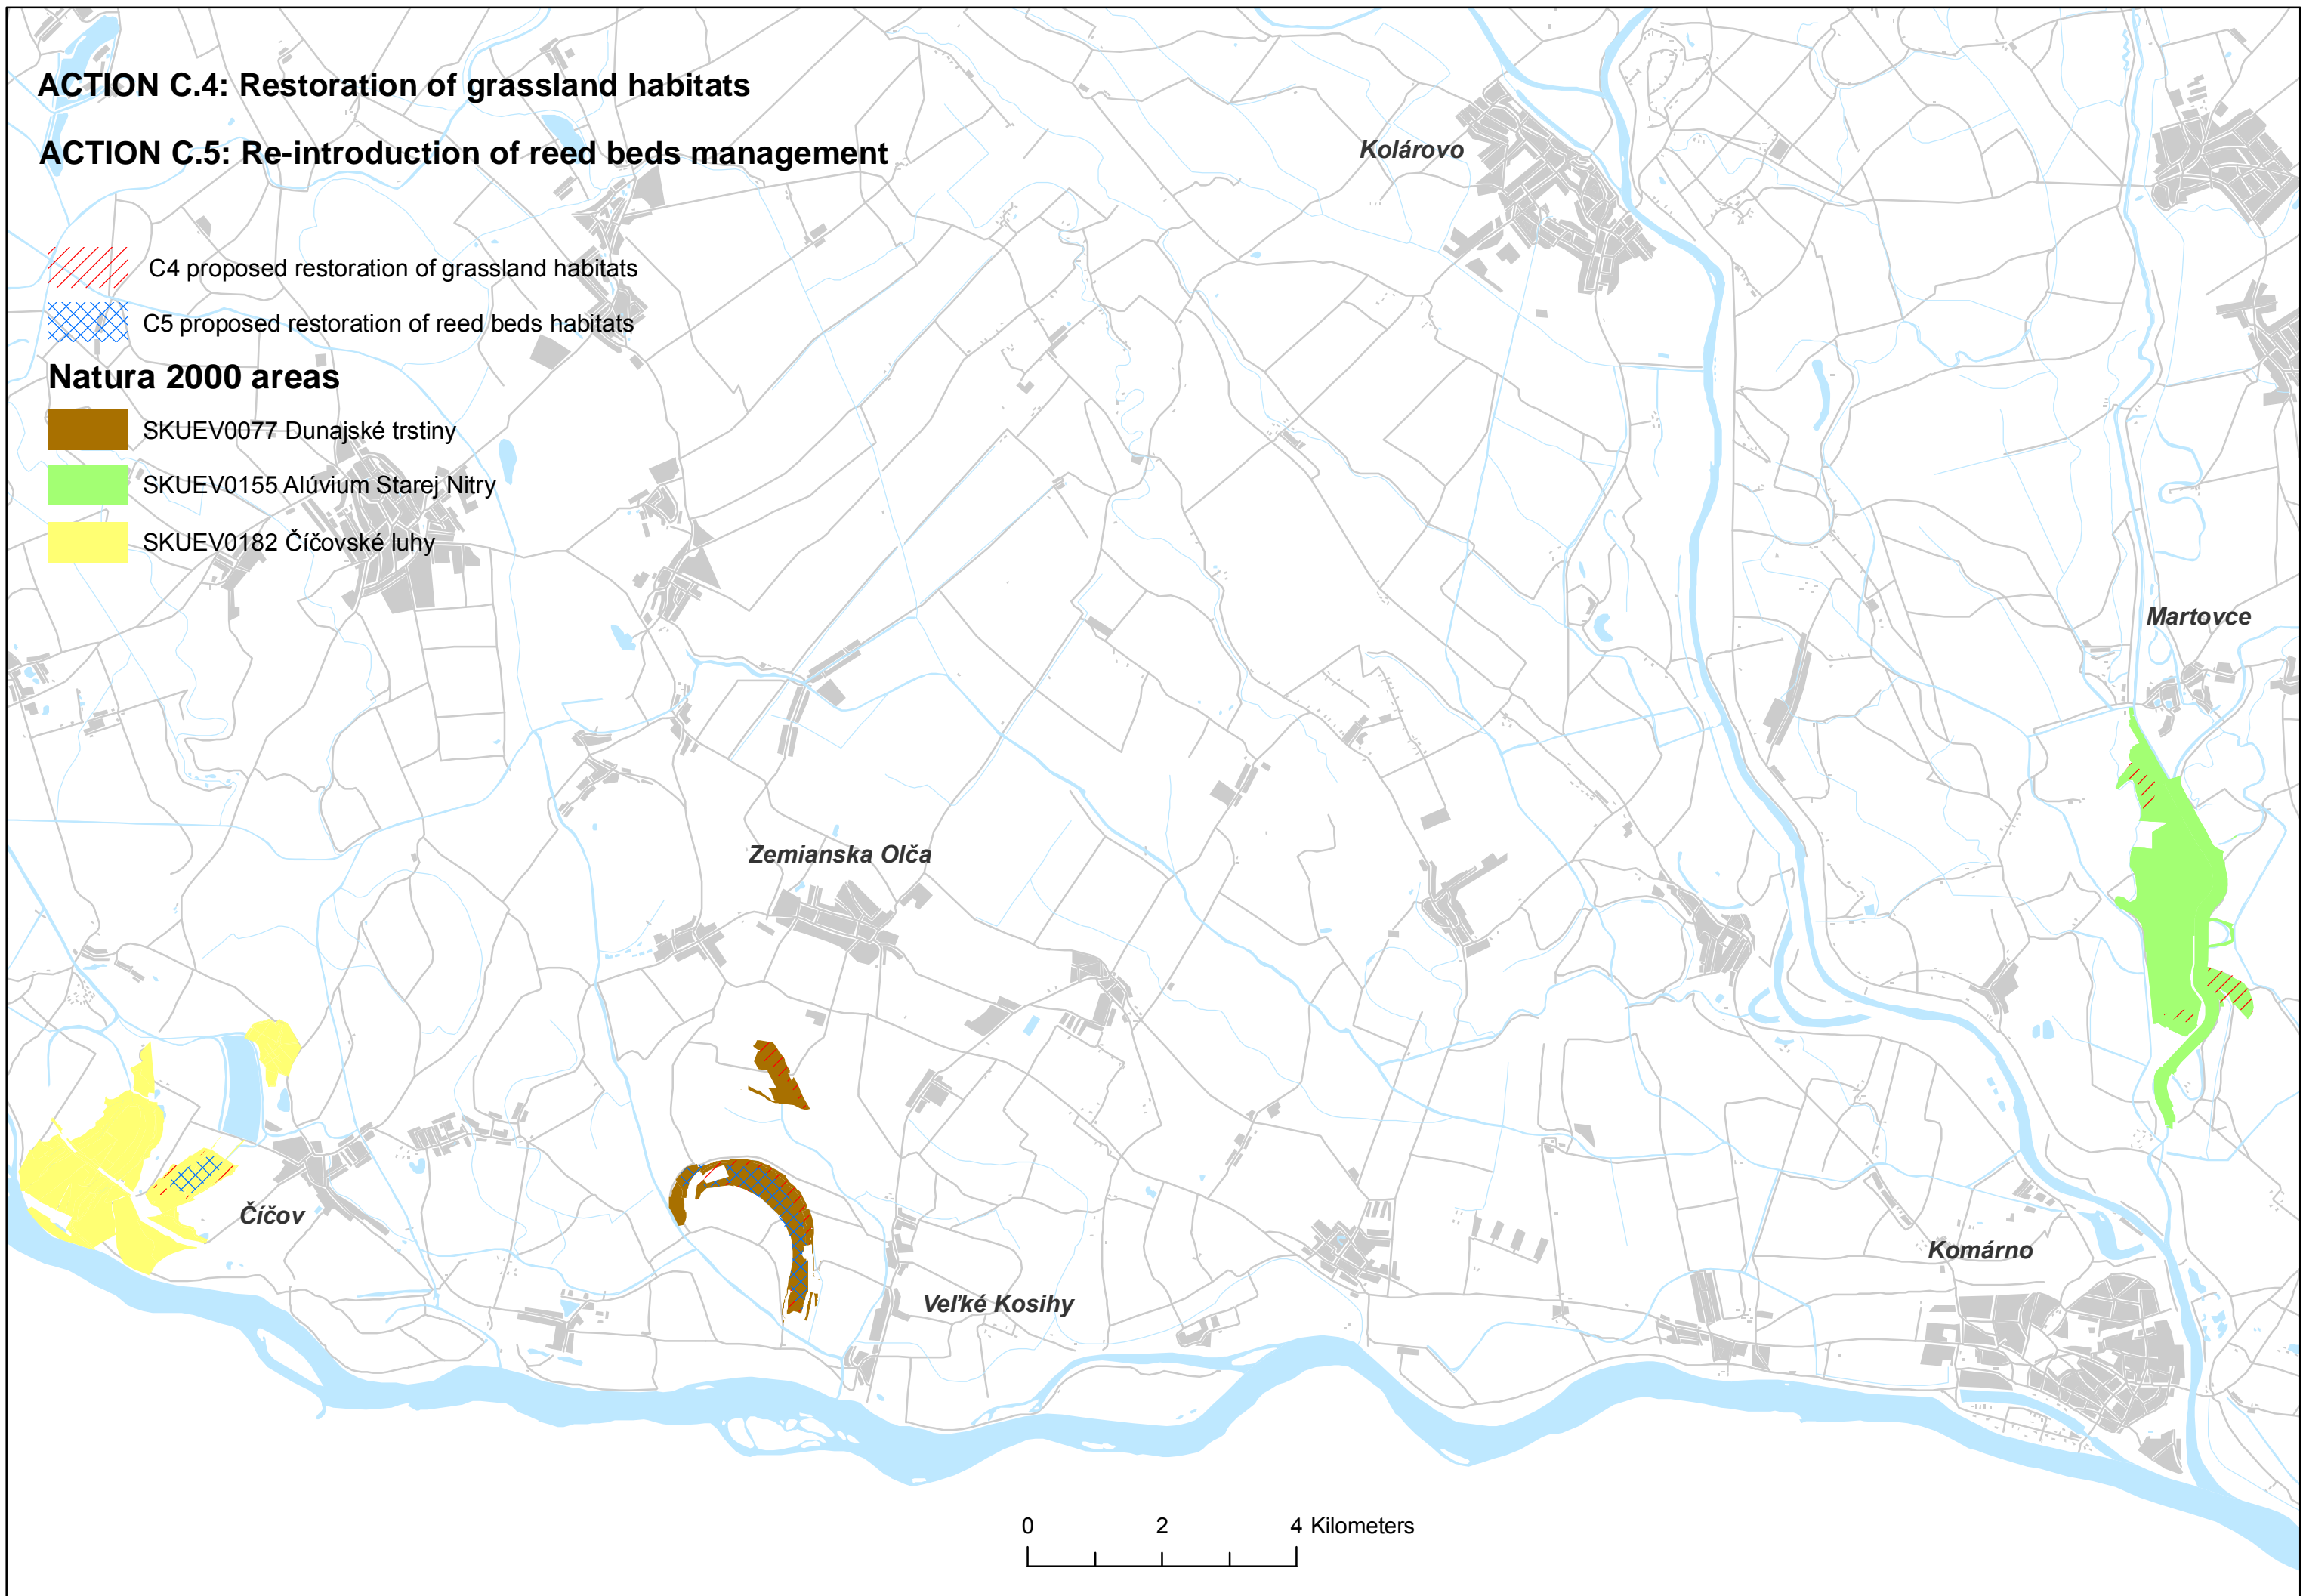 ACTION C.4: Restoration of grassland habitats
ACTION C.5: Re-introduction of reed beds management
C4 proposed restoration of grassland habitats
C5 proposed restoration of reed beds habitats
Natura 2000 areas
SKUEV0077 Dunajské trstiny
SKUEV0155 Alúvium Starej Nitry
SKUEV0182 Číčovské luhy
Kolárovo
Martovce
Zemianska Olča
Číčov
Veľké Kosihy
Komárno
0 2 4 Kilometers